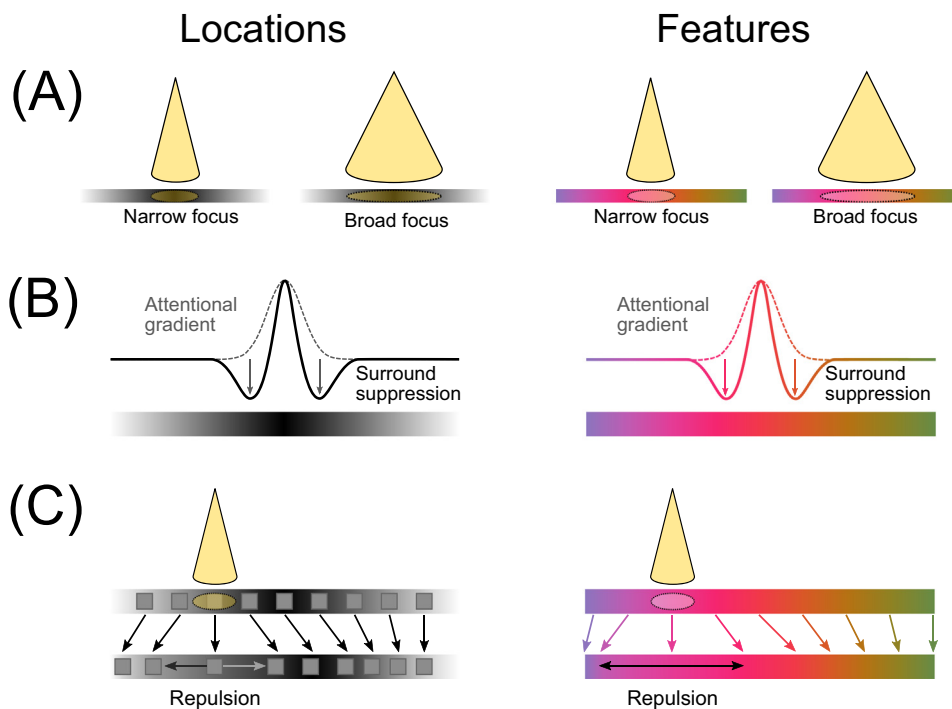 Locations
Features
(A)
Narrow focus
Broad focus
Narrow focus
Broad focus
(B)
Attentional
gradient
Surround
suppression
Attentional
gradient
Surround
suppression
(C)
Repulsion
Repulsion